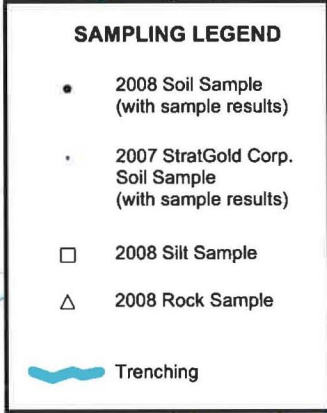 SAMPLING LEGEND
2008 Soil Sample
(with sample results)
2007 StratGold Corp.
Soil Sample
(with sample results)
2008 Silt Sample
2008 Rock Sample
Trenching